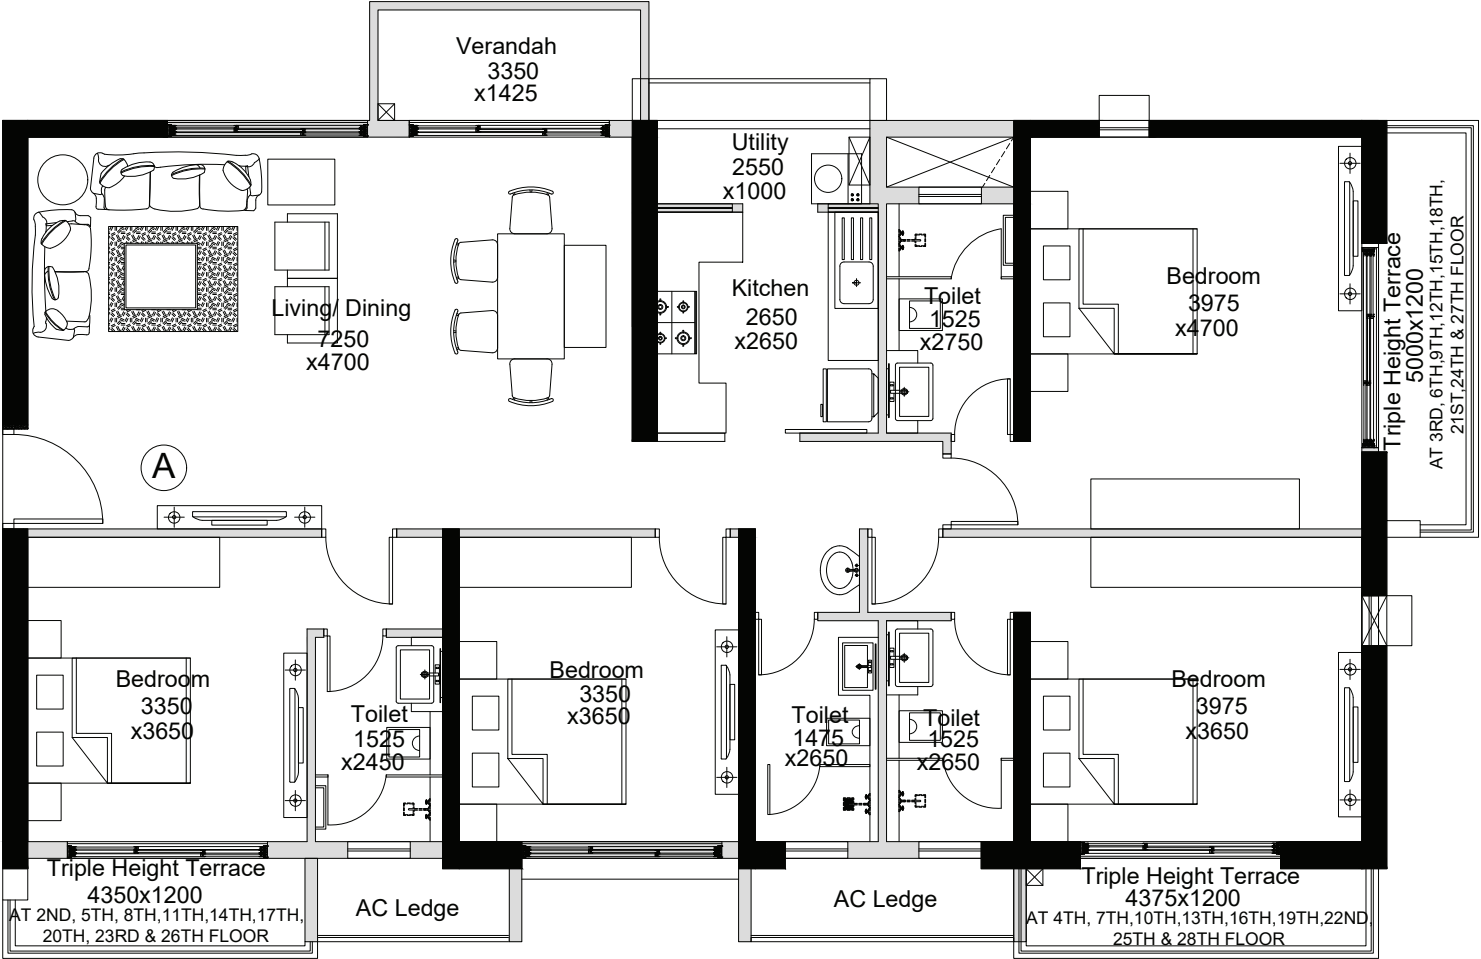 Verandah
3350
x1425
Utility
2550
x1000
Living/ Dining
7250
x4700
Kitchen
2650
x2650
Toilet
1525
x2750
Bedroom
3975
x4700
Triple Height Terrace
5000x1200
AT 3RD, 6TH,9TH,12TH,15TH,18TH,
21ST,24TH & 27TH FLOOR
A
Bedroom
3350
x3650
Toilet
1525
x2450
Bedroom
3350
x3650
Toilet
1475
x2650
Toilet
1525
x2650
Bedroom
3975
x3650
Triple Height Terrace
4350x1200
AT 2ND, 5TH, 8TH,11TH,14TH,17TH,
20TH, 23RD & 26TH FLOOR
AC Ledge
AC Ledge
Triple Height Terrace
4375x1200
AT 4TH, 7TH,10TH,13TH,16TH,19TH,22ND,
25TH & 28TH FLOOR